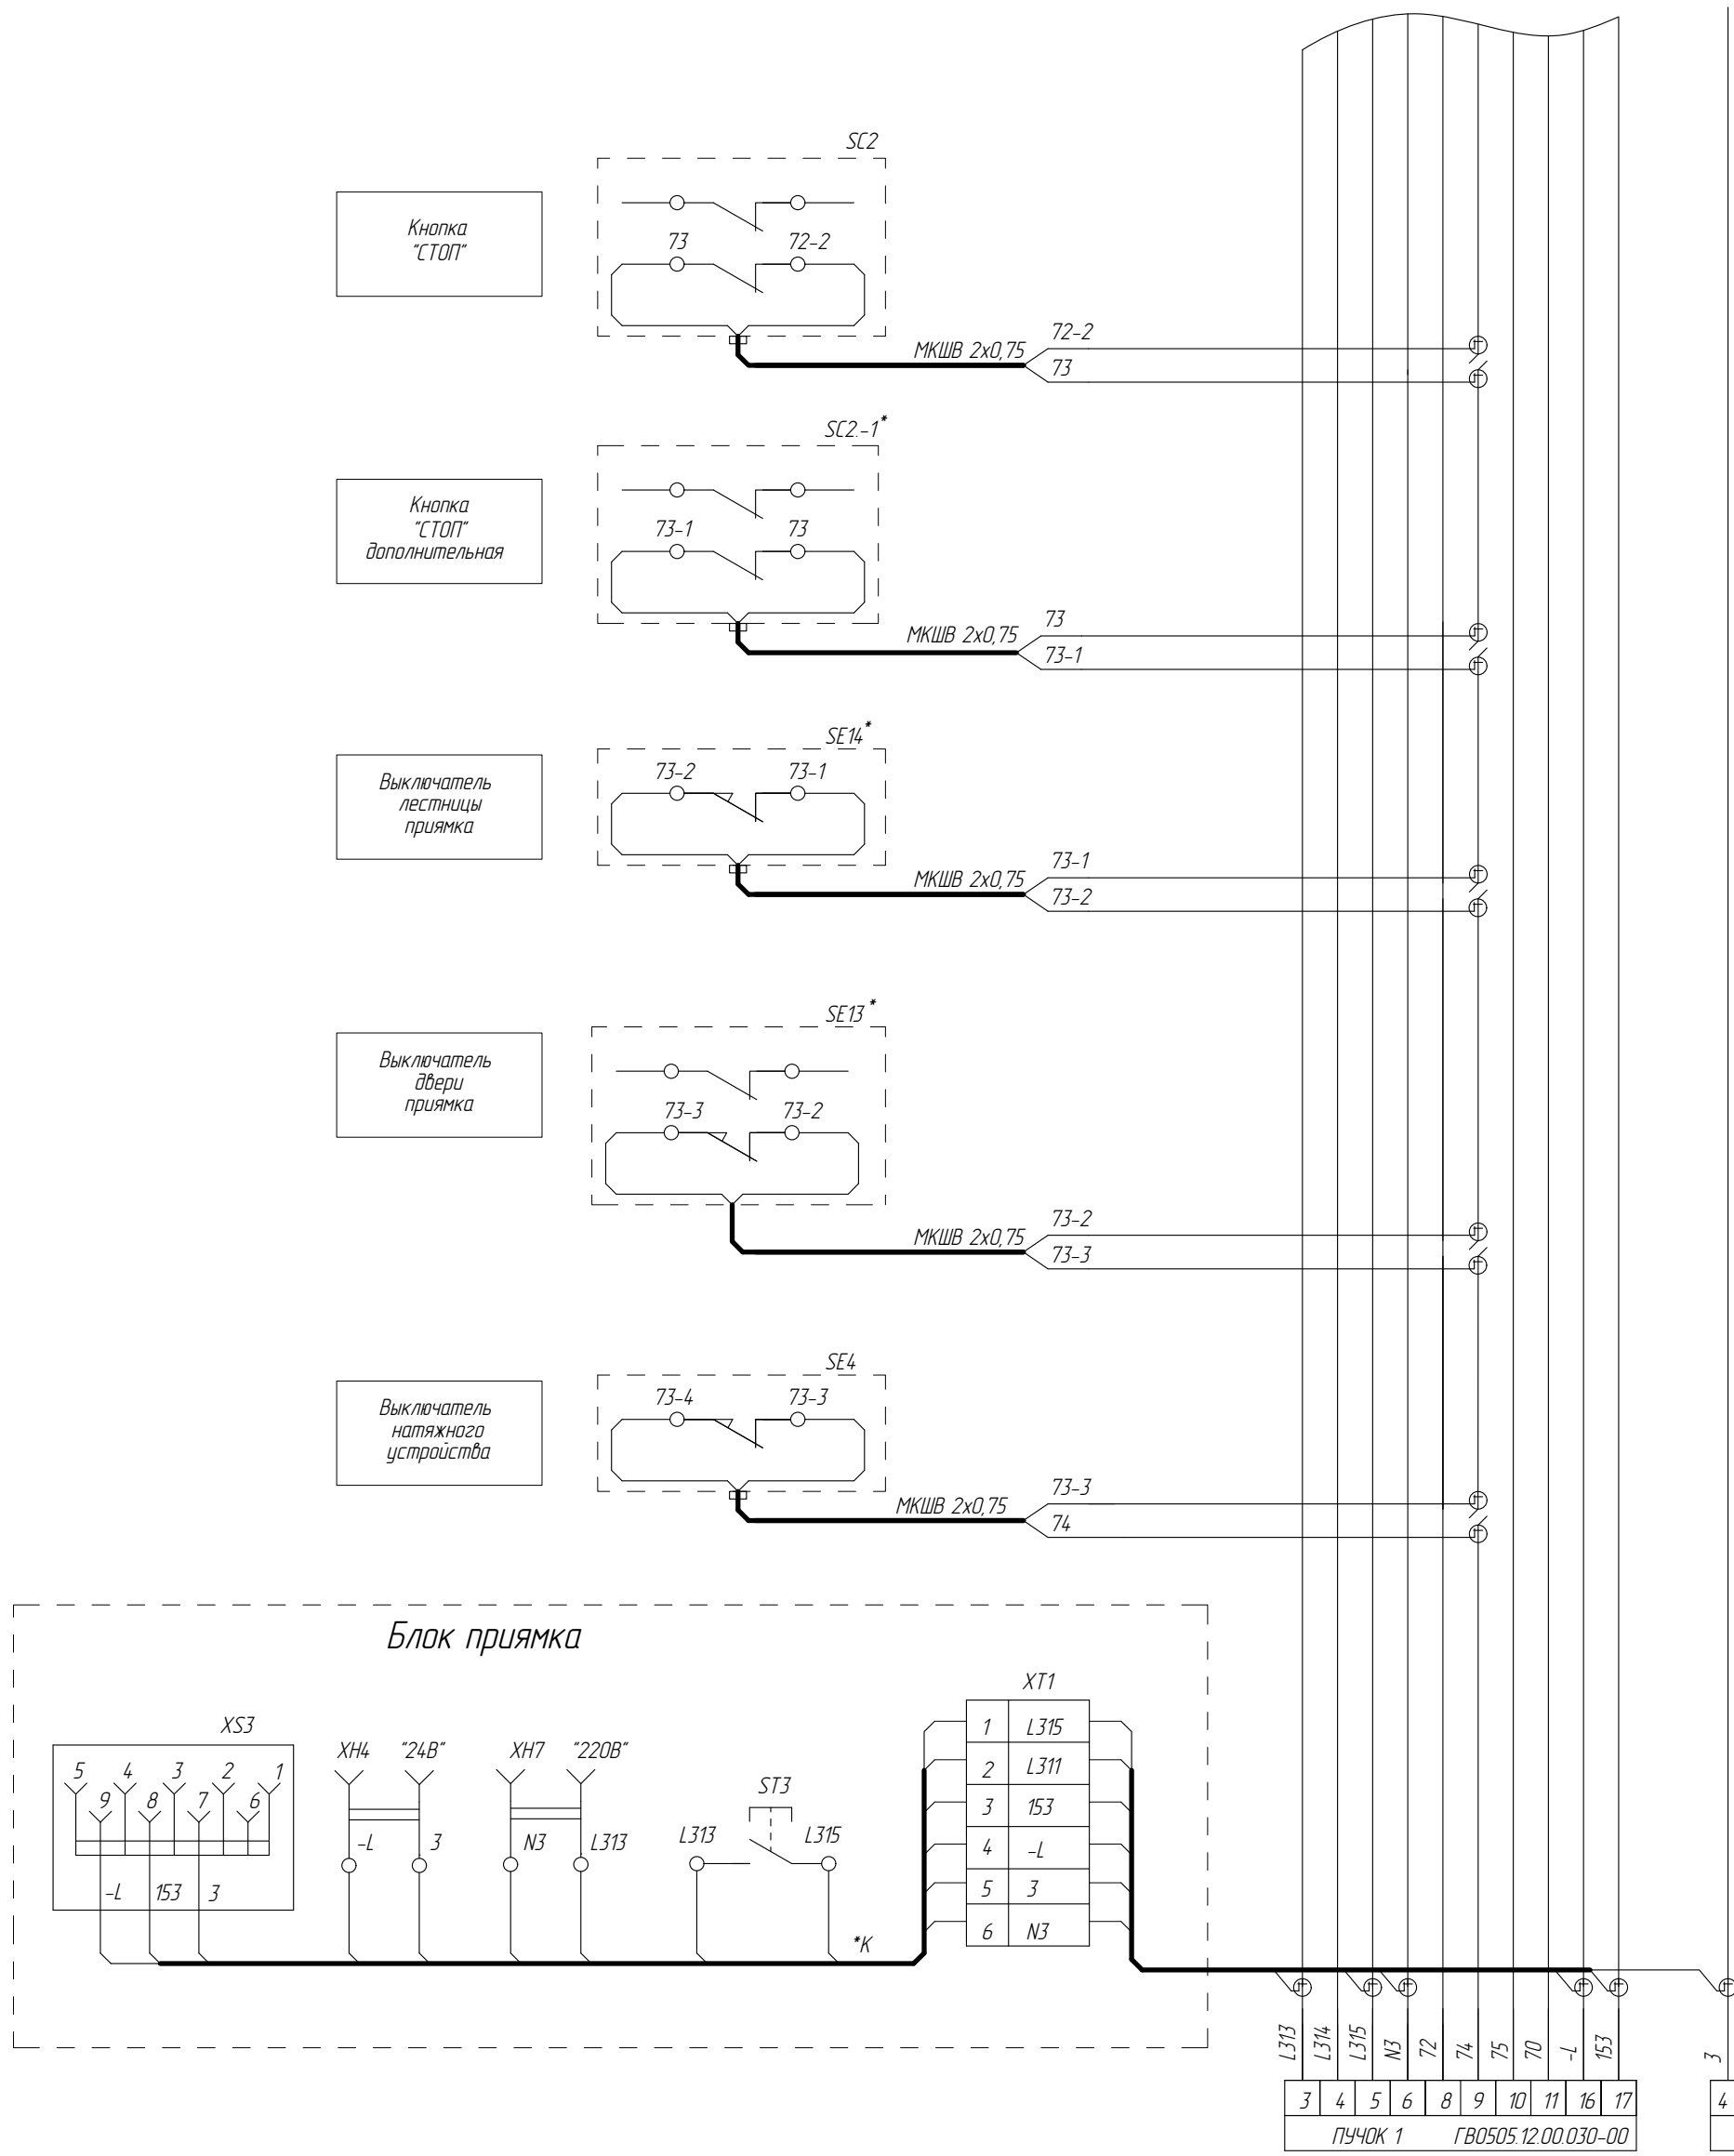 SC2
Кнопка
"СТОП"
73 72-2
МКШВ 2х0,75
72-2
73
SC2.-1*
Кнопка
"СТОП"
дополнительная
73-1 73
МКШВ 2х0,75
73
73-1
SE14*
Выключатель
лестницы
приямка
73-2 73-1
МКШВ 2х0,75
73-1
73-2
SE13*
Выключатель
двери
приямка
73-3 73-2
МКШВ 2х0,75
73-2
73-3
SE4
Выключатель
натяжного
устройства
73-4 73-3
МКШВ 2х0,75
73-3
74
Блок приямка
XS3
5 4 3 2 1
9 8 7 6
-L 153 3
XH4 "24В"
-L 3
XH7 "220В"
N3 L313
ST3
L313 L315
*К
XT1
1 L315
2 L311
3 153
4 -L
5 3
6 N3
L313 L314 L315 N3 72 74 75 70 -L 153 3
3 4 5 6 8 9 10 11 16 17 4
ПУЧОК 1 ГВ0505.12.00.030-00